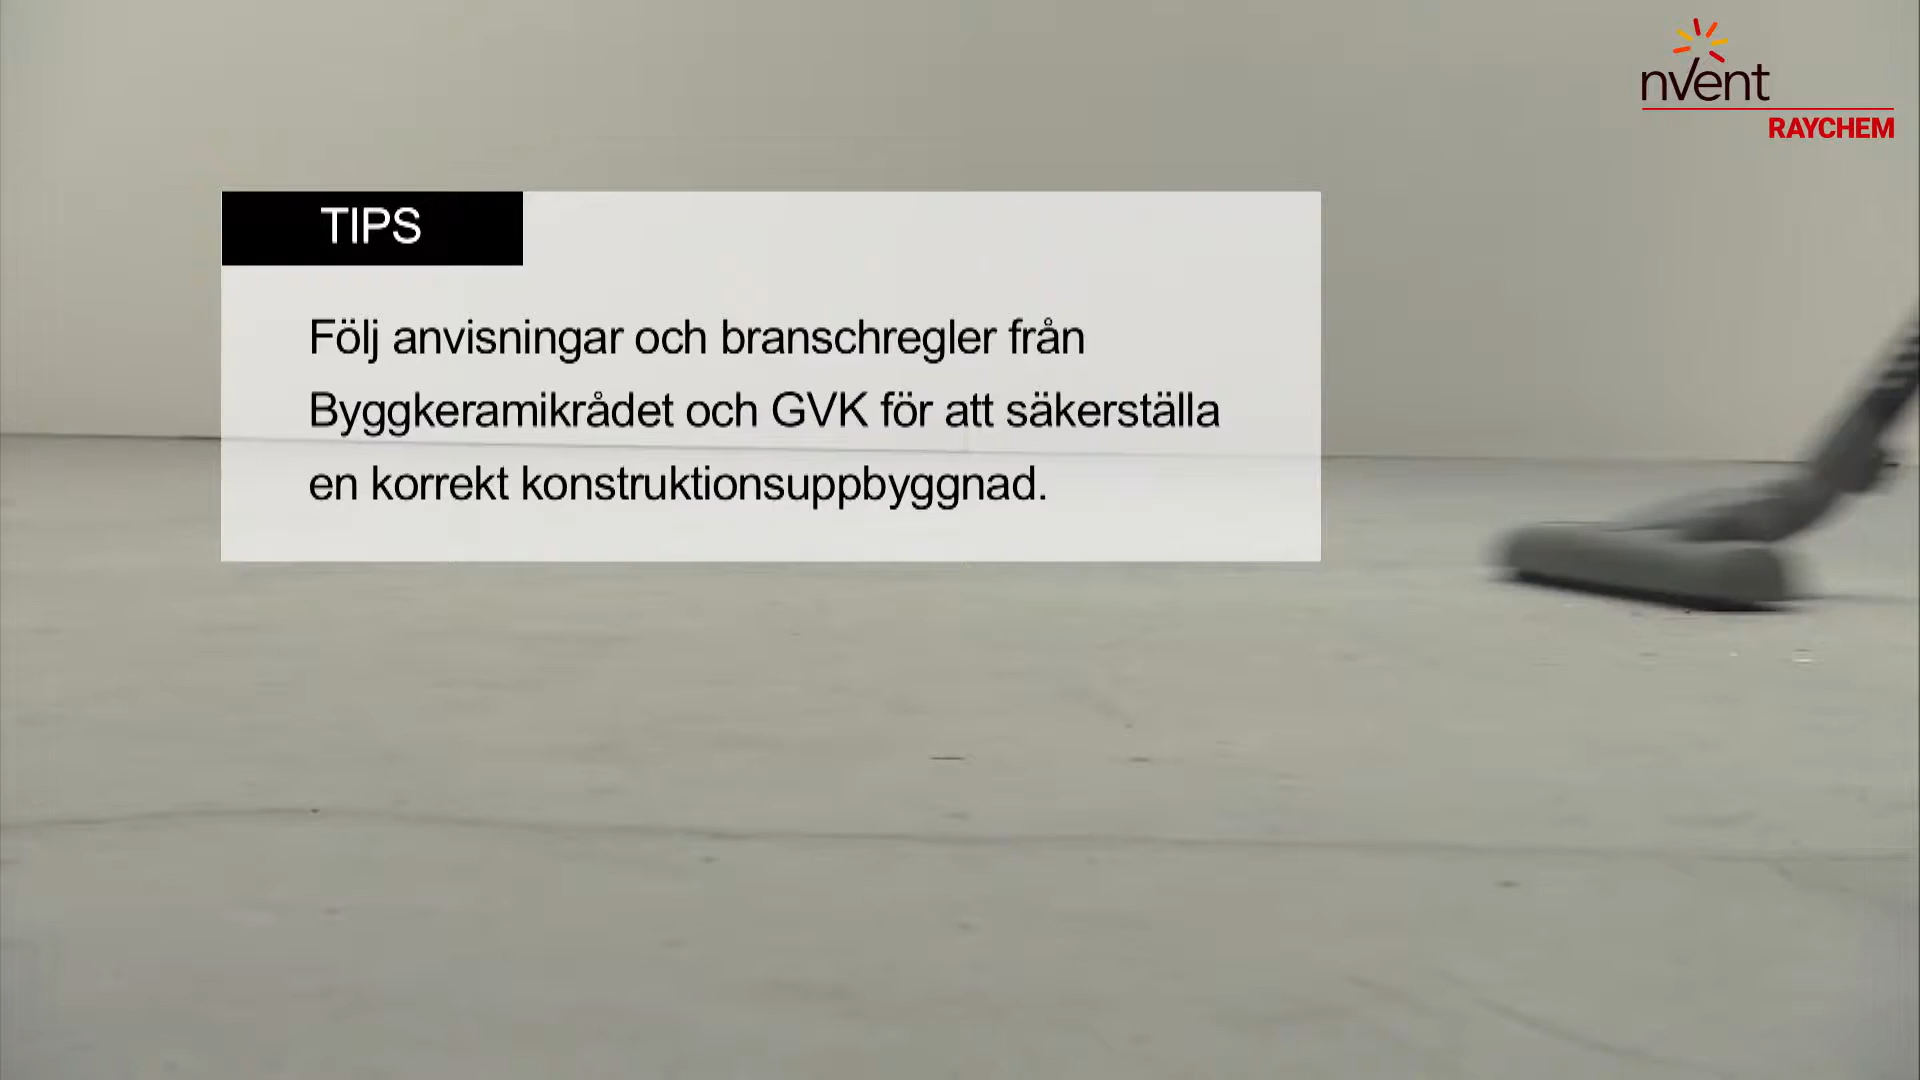 nVent
RAYCHEM
TIPS
Följ anvisningar och branschregler från
Byggkeramikrådet och GVK för att säkerställa
en korrekt konstruktionsuppbyggnad.